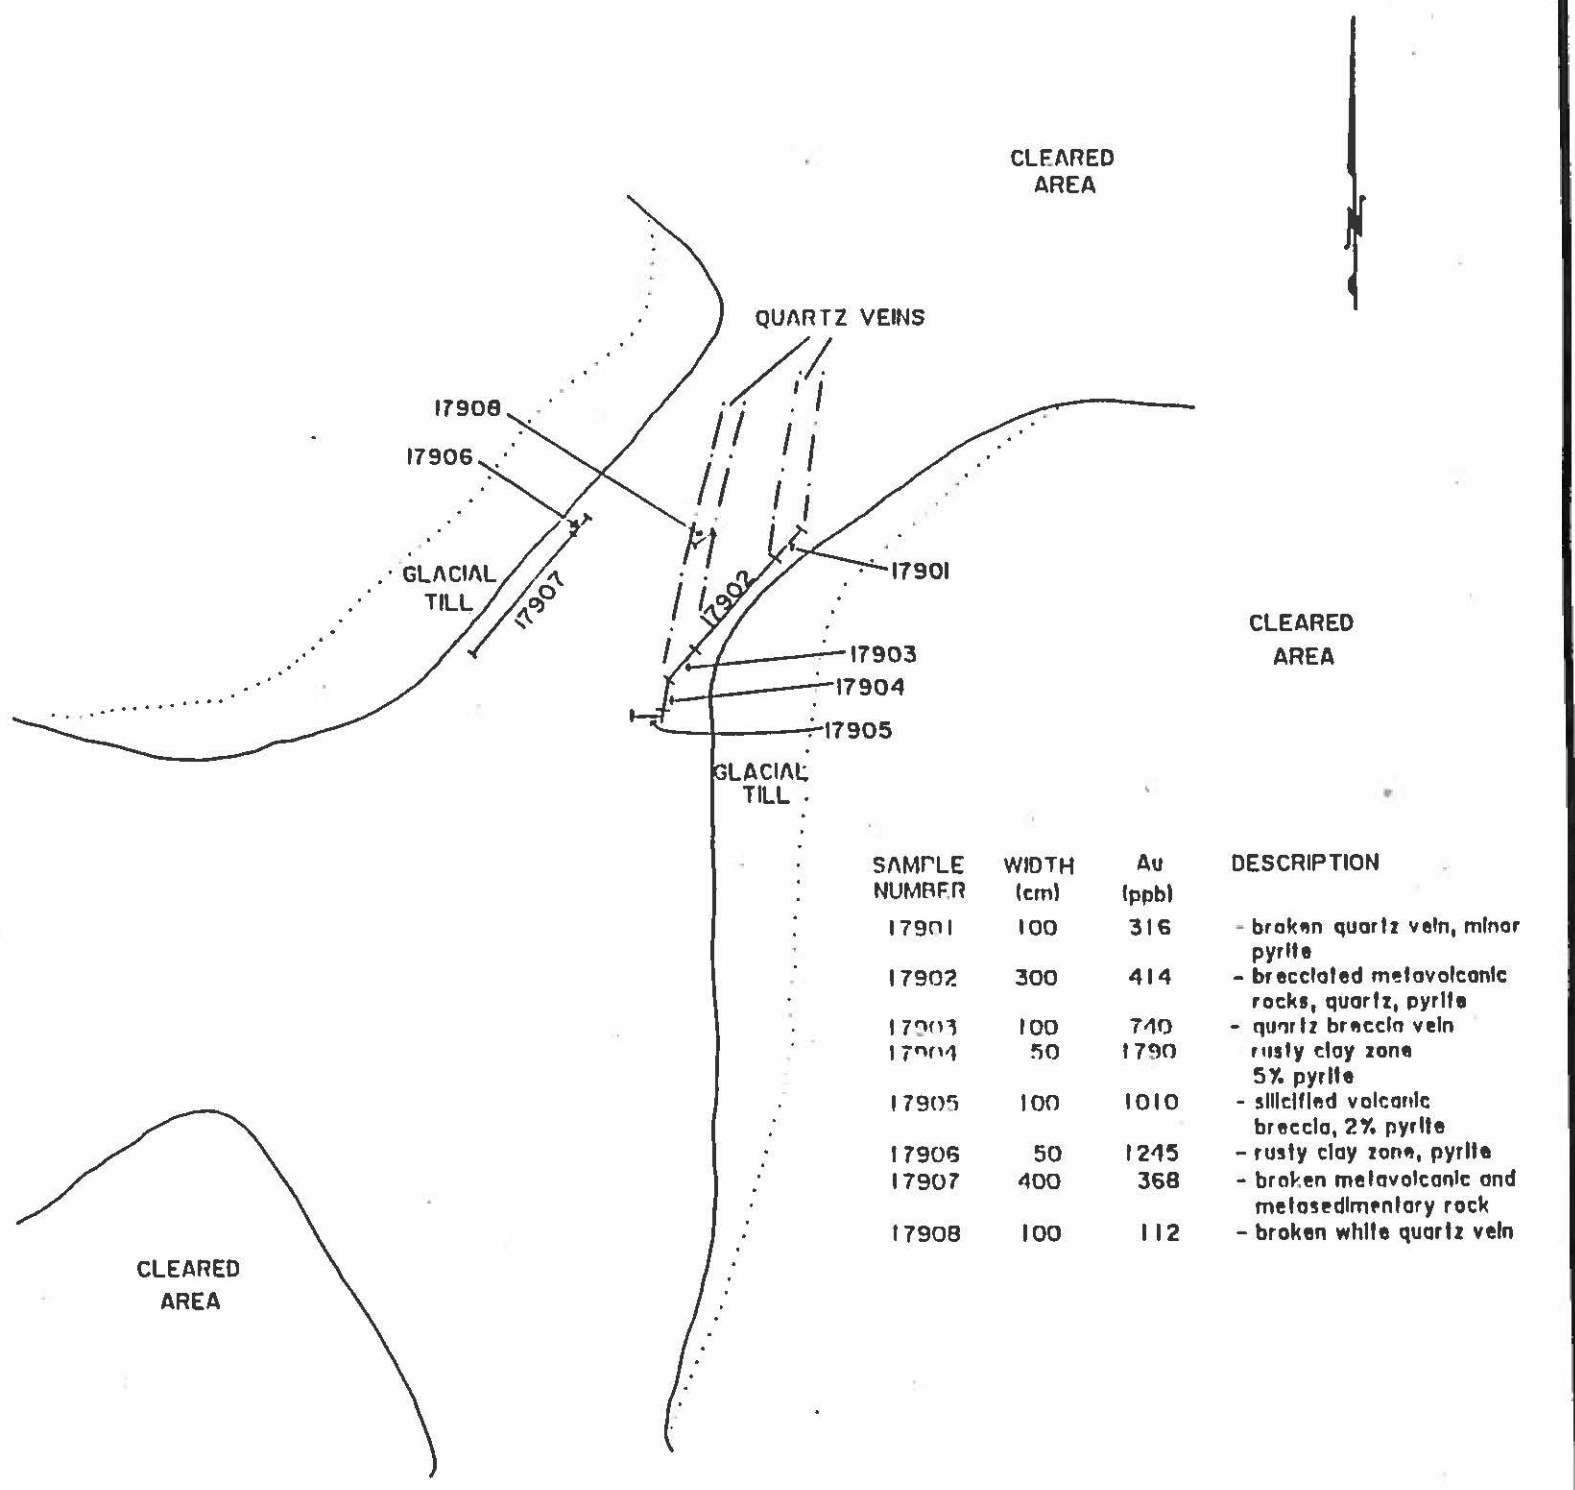 CLEARED
AREA
N
QUARTZ VEINS
17908
17906
GLACIAL
TILL
17907
17902
17901
CLEARED
AREA
17903
17904
17905
GLACIAL
TILL
SAMPLE WIDTH Au DESCRIPTION
NUMBER (cm) (ppb)
17901 100 316 - broken quartz vein, minor
pyrite
17902 300 414 - brecciated metavolcanic
rocks, quartz, pyrite
17903 100 740 - quartz breccia vein
17904 50 1790 rusty clay zone
5% pyrite
17905 100 1010 - silicified volcanic
breccia, 2% pyrite
17906 50 1245 - rusty clay zone, pyrite
17907 400 368 - broken metavolcanic and
metasedimentary rock
17908 100 112 - broken white quartz vein
CLEARED
AREA